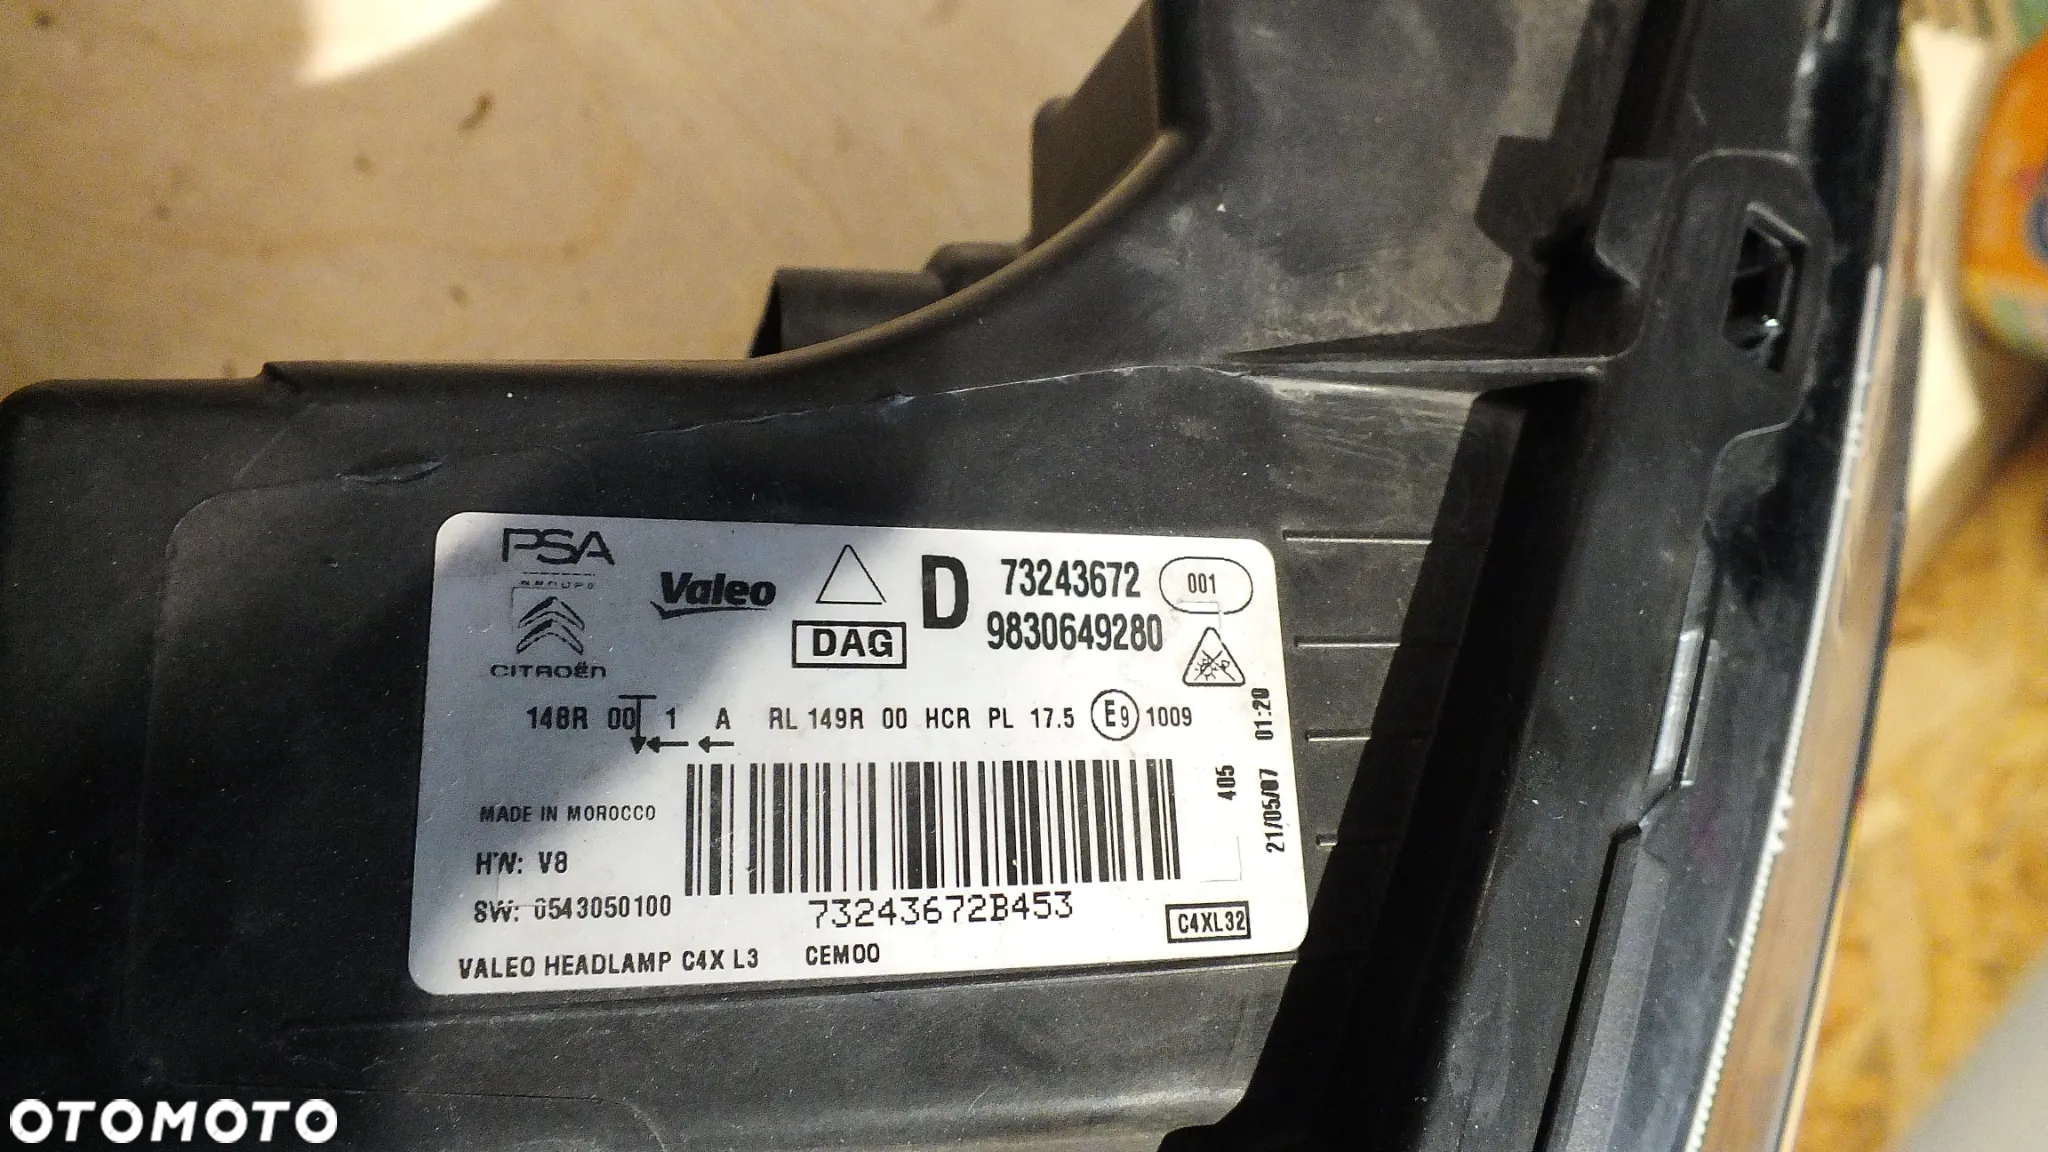 PSA
GROUPE
CITROËN
Valeo
DAG
D
73243672
9830649280
001
148R 00 1 A RL 149R 00 HCR PL 17.5 E9 1009
MADE IN MOROCCO
HW: V8
SW: 0543050100
73243672B453
VALEO HEADLAMP C4X L3 CEM00
C4XL32
405
21/05/07 01:20
OTOMOTO